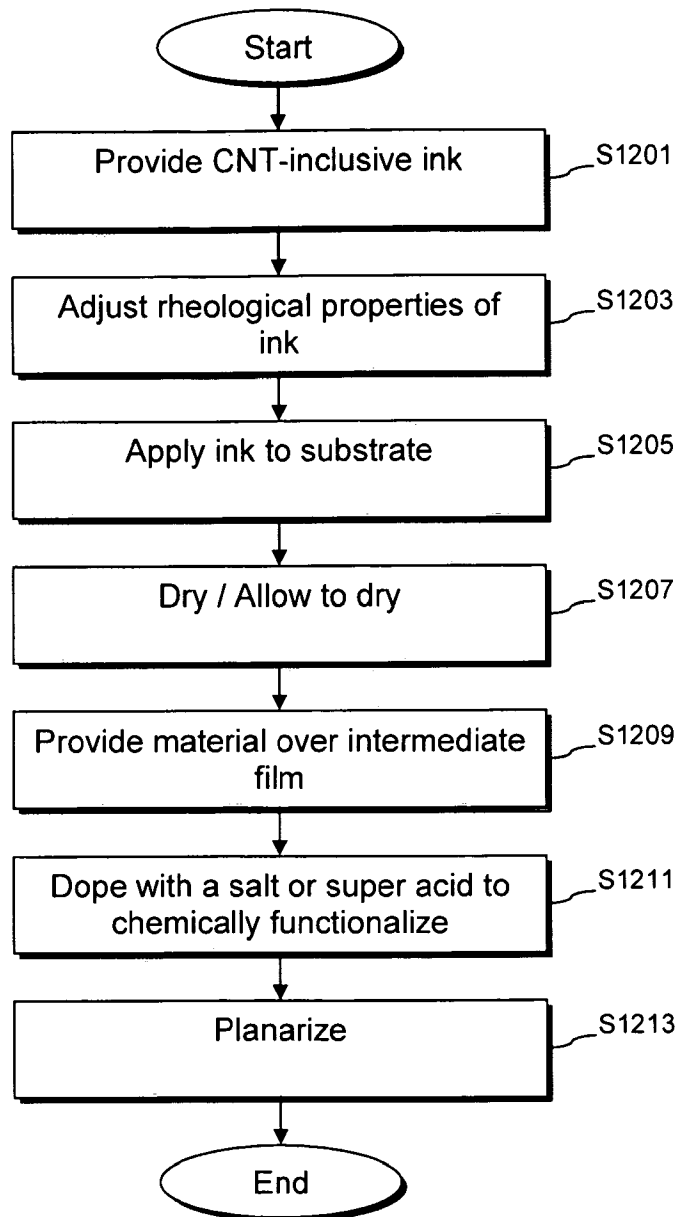 Start
Provide CNT-inclusive ink
S1201
Adjust rheological properties of
ink
S1203
Apply ink to substrate
S1205
Dry / Allow to dry
S1207
Provide material over intermediate
film
S1209
Dope with a salt or super acid to
chemically functionalize
S1211
Planarize
S1213
End